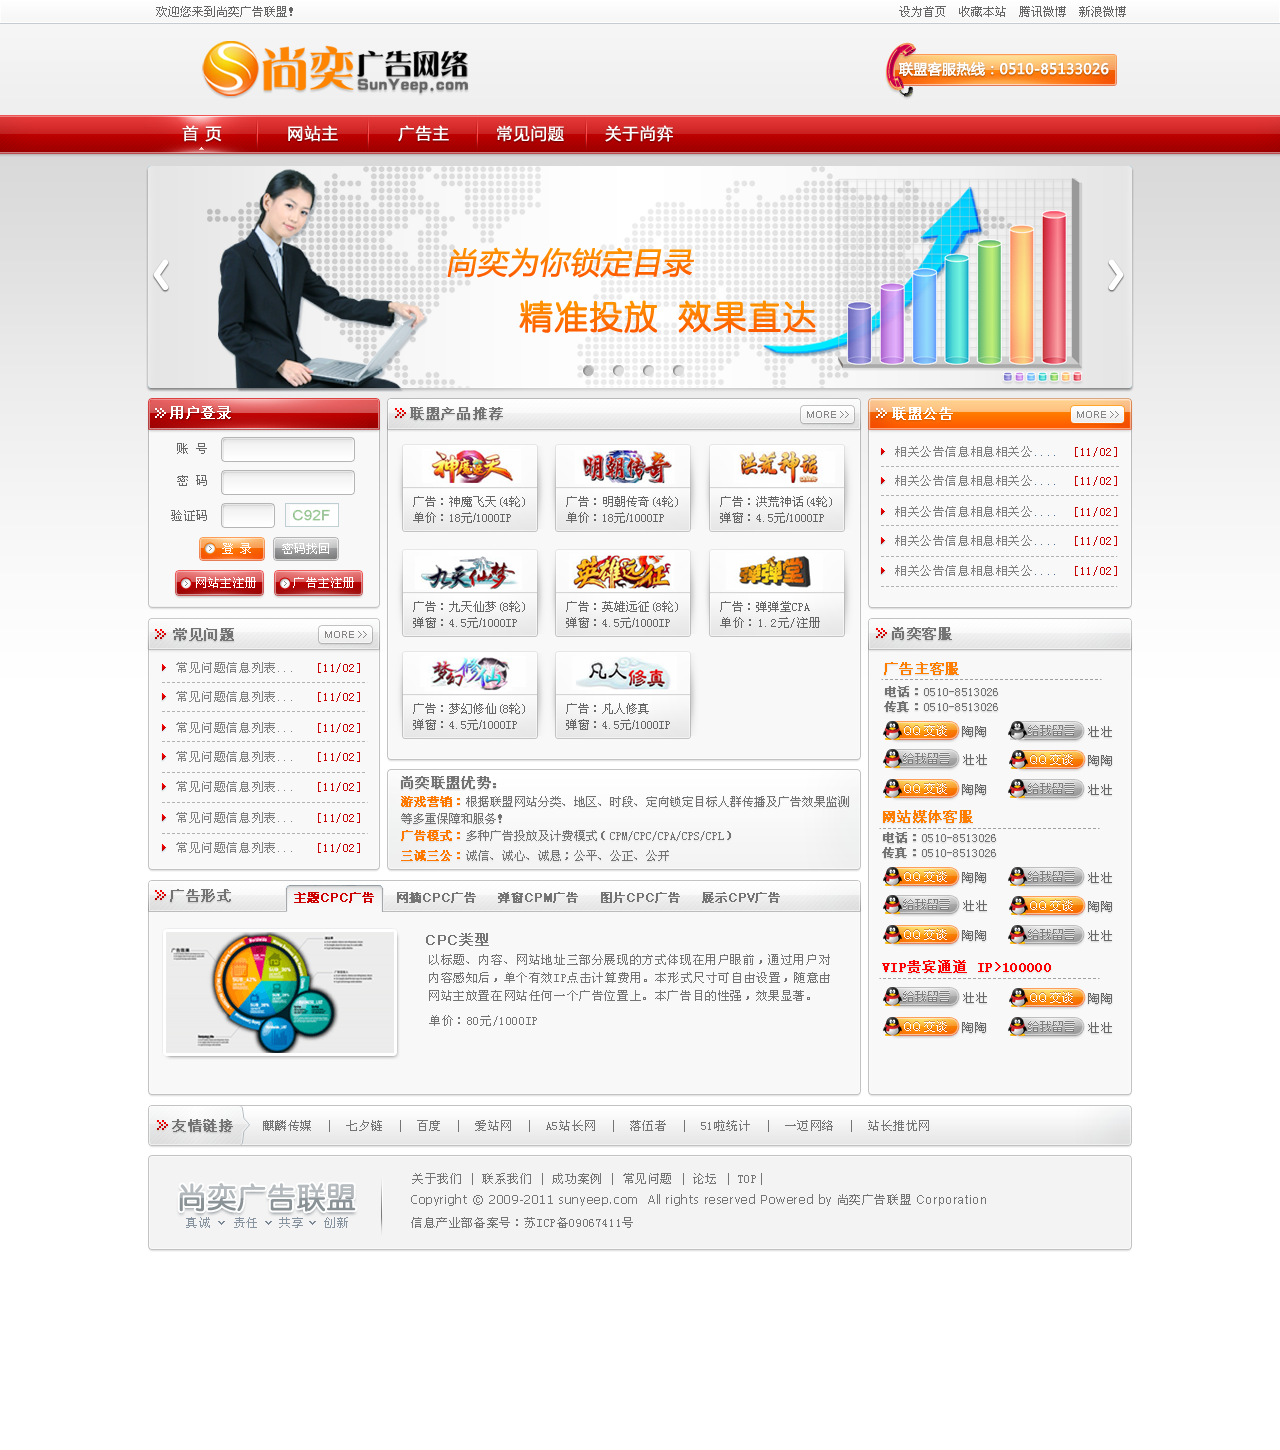 欢迎您来到尚奕广告联盟!
设为首页 收藏本站 腾讯微博 新浪微博
尚奕广告网络
SunYeep.com
联盟客服热线：0510-85133026
首 页 网站主 广告主 常见问题 关于尚弈
尚奕为你锁定目录
精准投放 效果直达
用户登录
账 号
密 码
验证码 C92F
登 录 密码找回
网站主注册 广告主注册
联盟产品推荐 MORE
神魔飞天
广告：神魔飞天(4轮)
单价：18元/1000IP
明朝传奇
广告：明朝传奇(4轮)
单价：18元/1000IP
洪荒神话
广告：洪荒神话(4轮)
弹窗：4.5元/1000IP
九天仙梦
广告：九天仙梦(8轮)
弹窗：4.5元/1000IP
英雄远征
广告：英雄远征(8轮)
弹窗：4.5元/1000IP
弹弹堂
广告：弹弹堂CPA
单价：1.2元/注册
梦幻修仙
广告：梦幻修仙(8轮)
弹窗：4.5元/1000IP
凡人修真
广告：凡人修真
弹窗：4.5元/1000IP
联盟公告 MORE
相关公告信息相息相关公.... [11/02]
相关公告信息相息相关公.... [11/02]
相关公告信息相息相关公.... [11/02]
相关公告信息相息相关公.... [11/02]
相关公告信息相息相关公.... [11/02]
常见问题 MORE
常见问题信息列表... [11/02]
常见问题信息列表... [11/02]
常见问题信息列表... [11/02]
常见问题信息列表... [11/02]
常见问题信息列表... [11/02]
常见问题信息列表... [11/02]
常见问题信息列表... [11/02]
尚奕联盟优势：
游戏营销：根据联盟网站分类、地区、时段、定向锁定目标人群传播及广告效果监测
等多重保障和服务!
广告模式：多种广告投放及计费模式(CPM/CPC/CPA/CPS/CPL)
三诚三公：诚信、诚心、诚恳；公平、公正、公开
尚奕客服
广告主客服
电话：0510-8513026
传真：0510-8513026
QQ交谈 陶陶 给我留言 壮壮
给我留言 壮壮 QQ交谈 陶陶
QQ交谈 陶陶 给我留言 壮壮
网站媒体客服
电话：0510-8513026
传真：0510-8513026
QQ交谈 陶陶 给我留言 壮壮
给我留言 壮壮 QQ交谈 陶陶
QQ交谈 陶陶 给我留言 壮壮
VIP贵宾通道 IP>100000
给我留言 壮壮 QQ交谈 陶陶
QQ交谈 陶陶 给我留言 壮壮
广告形式 主题CPC广告 网摘CPC广告 弹窗CPM广告 图片CPC广告 展示CPV广告
CPC类型
以标题、内容、网站地址三部分展现的方式体现在用户眼前，通过用户对
内容感知后，单个有效IP点击计算费用。本形式尺寸可自由设置，随意由
网站主放置在网站任何一个广告位置上。本广告目的性强，效果显著。
单价：80元/1000IP
友情链接 麒麟传媒 | 七夕链 | 百度 | 爱站网 | A5站长网 | 落伍者 | 51啦统计 | 一迈网络 | 站长推优网
尚奕广告联盟
真诚 责任 共享 创新
关于我们 | 联系我们 | 成功案例 | 常见问题 | 论坛 | TOP|
Copyright © 2009-2011 sunyeep.com All rights reserved Powered by 尚奕广告联盟 Corporation
信息产业部备案号：苏ICP备09067411号